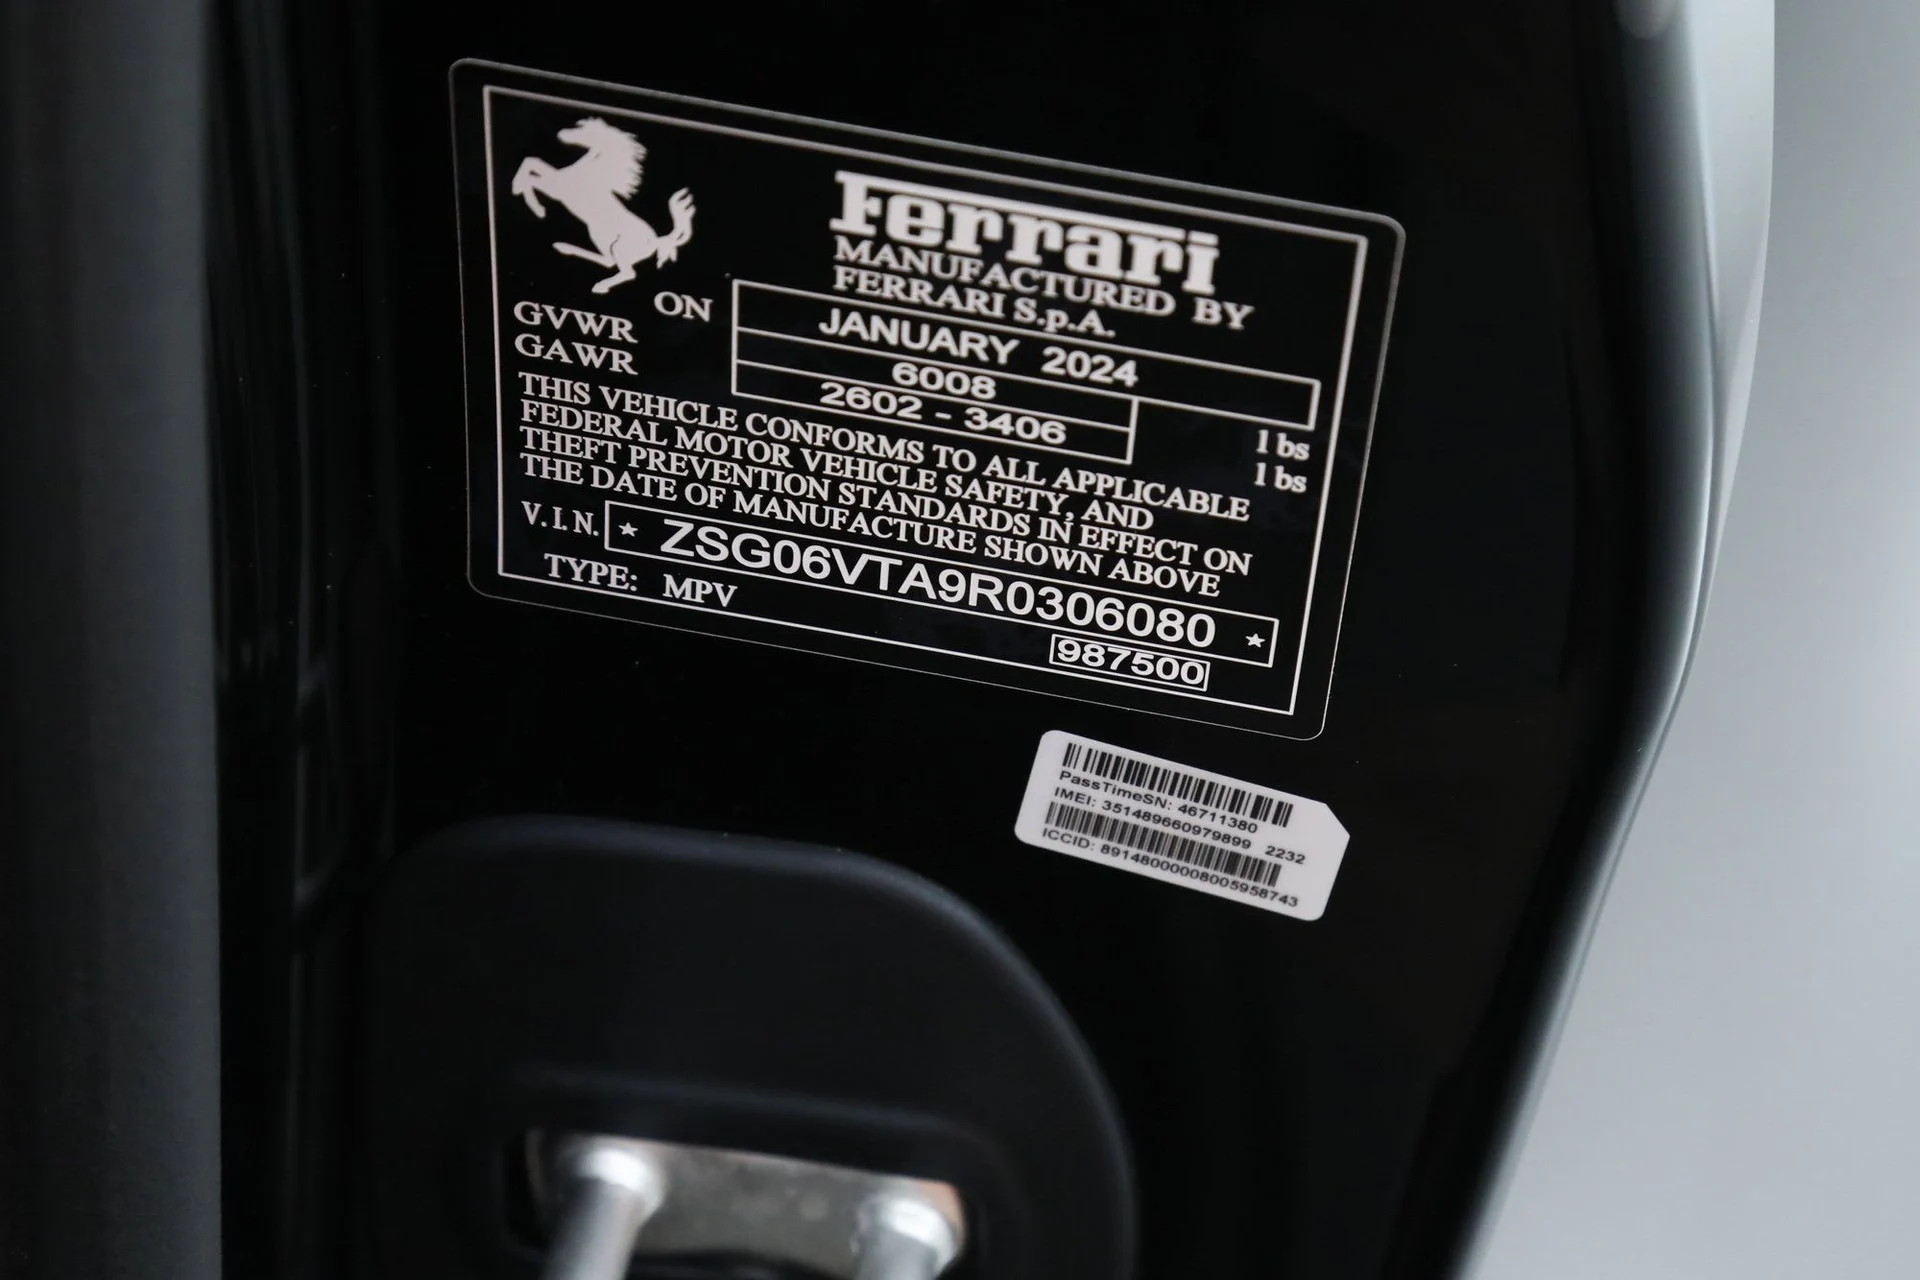 Ferrari
MANUFACTURED BY
FERRARI S.p.A.
ON JANUARY 2024
GVWR 6008 lbs
GAWR 2602 - 3406 lbs
THIS VEHICLE CONFORMS TO ALL APPLICABLE
FEDERAL MOTOR VEHICLE SAFETY, AND
THEFT PREVENTION STANDARDS IN EFFECT ON
THE DATE OF MANUFACTURE SHOWN ABOVE
V.I.N. ★ ZSG06VTA9R0306080 ★
TYPE: MPV
987500
PassTimeSN: 46711380
IMEI: 351489660979899 2232
ICCID: 89148000008005958743